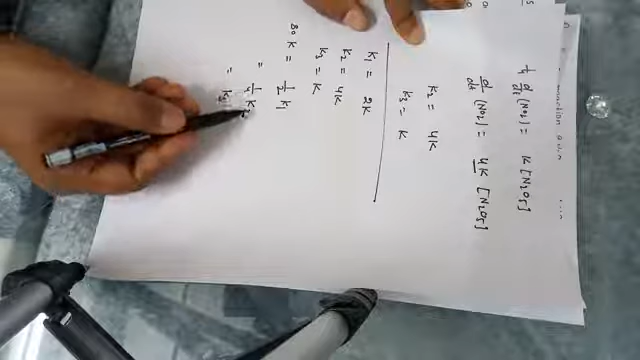 1/4 d/dt (NO2) = K [N2O5]
d/dt (NO2) = 4K [N2O5]
K2 = 4K
K3 = K
K1 = 2K
K2 = 4K
K3 = K
so K = 1/2 K1
= 1/4 K2
= K3